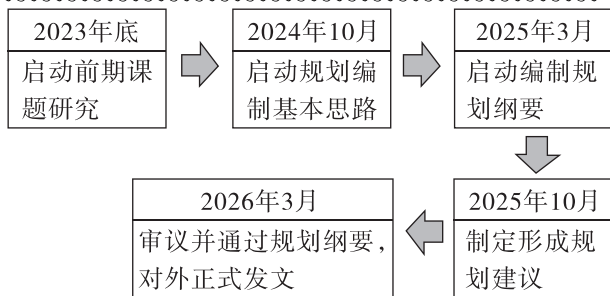 2023年底
启动前期课
题研究
2024年10月
启动规划编
制基本思路
2025年3月
启动编制规
划纲要
2025年10月
制定形成规
划建议
2026年3月
审议并通过规划纲要，
对外正式发文